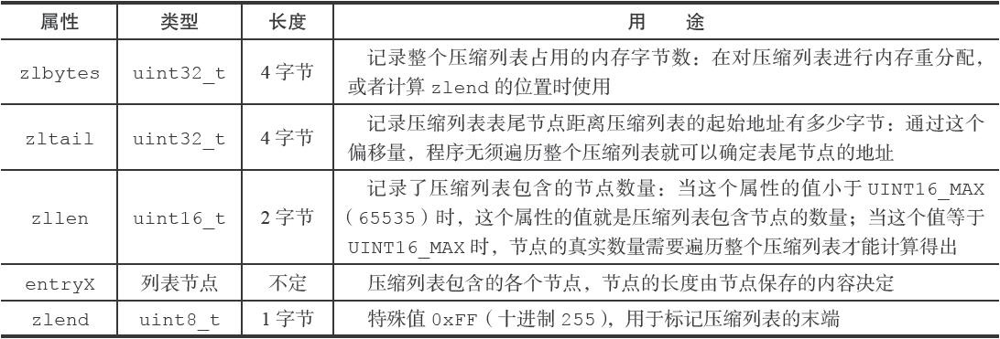 属性 类型 长度 用途
zlbytes uint32_t 4 字节 记录整个压缩列表占用的内存字节数：在对压缩列表进行内存重分配，
或者计算 zlend 的位置时使用
zltail uint32_t 4 字节 记录压缩列表表尾节点距离压缩列表的起始地址有多少字节：通过这个
偏移量，程序无须遍历整个压缩列表就可以确定表尾节点的地址
zllen uint16_t 2 字节 记录了压缩列表包含的节点数量：当这个属性的值小于 UINT16_MAX
（65535）时，这个属性的值就是压缩列表包含节点的数量；当这个值等于
UINT16_MAX 时，节点的真实数量需要遍历整个压缩列表才能计算得出
entryX 列表节点 不定 压缩列表包含的各个节点，节点的长度由节点保存的内容决定
zlend uint8_t 1 字节 特殊值 0xFF（十进制 255），用于标记压缩列表的末端